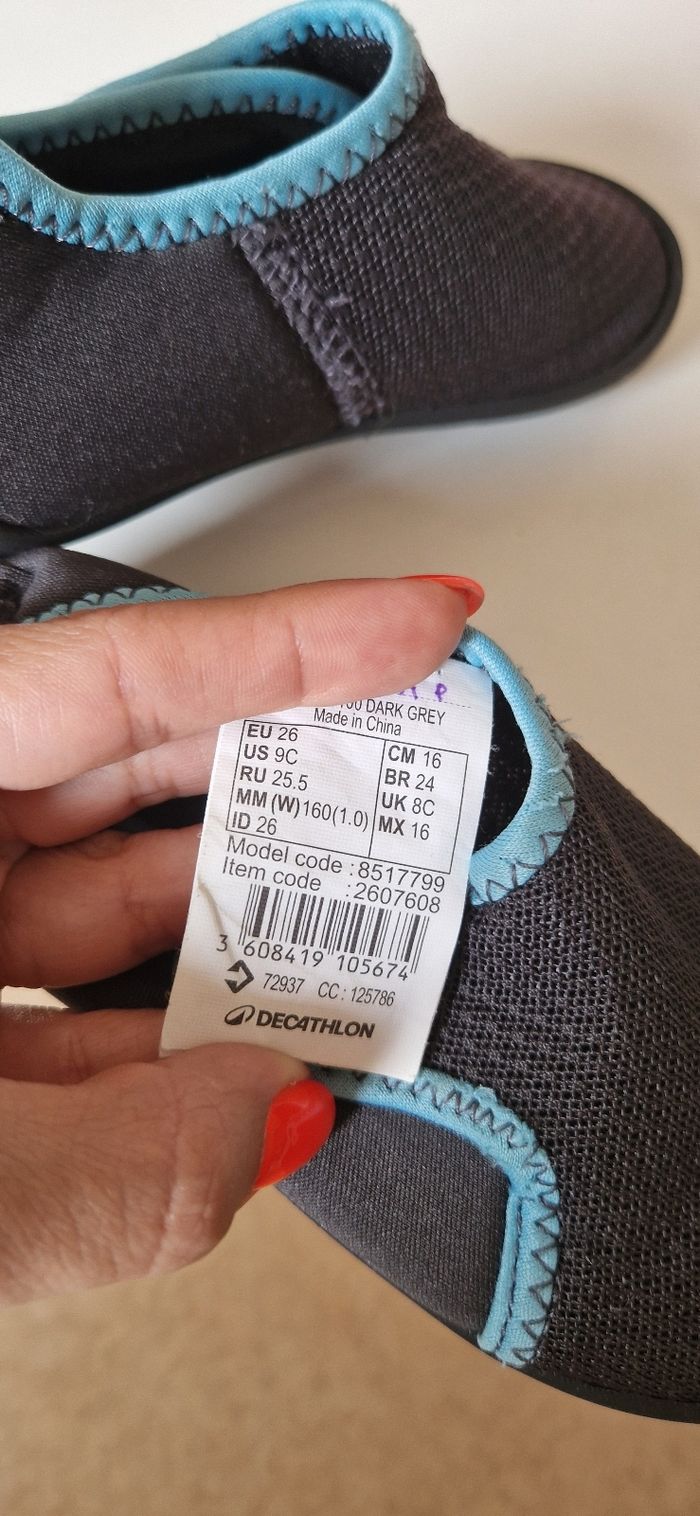 DARK GREY
Made in China
EU 26
US 9C
RU 25.5
MM (W)160(1.0)
ID 26
CM 16
BR 24
UK 8C
MX 16
Model code :8517799
Item code :2607608
3 608419 105674
72937 CC : 125786
DECATHLON